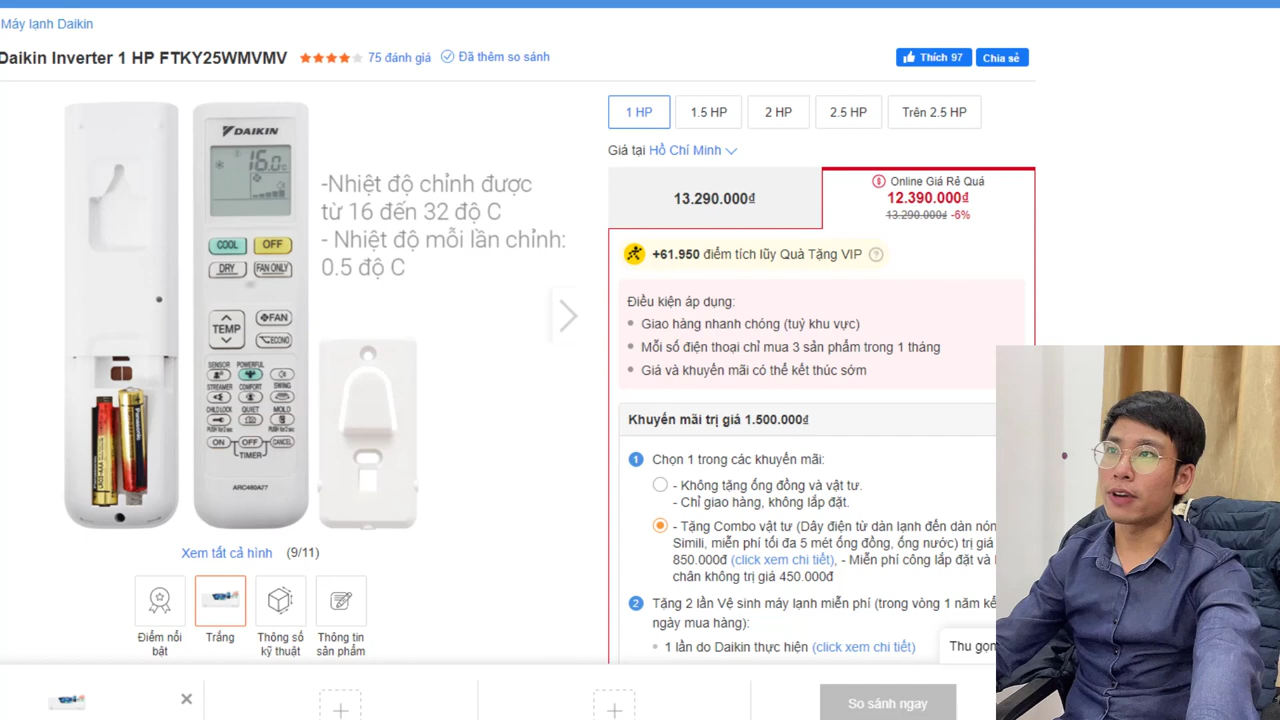 Máy lạnh Daikin
Daikin Inverter 1 HP FTKY25WMVMV
75 đánh giá
Đã thêm so sánh
Thích 97
Chia sẻ
1 HP
1.5 HP
2 HP
2.5 HP
Trên 2.5 HP
Giá tại Hồ Chí Minh
13.290.000₫
Online Giá Rẻ Quá
12.390.000₫
13.290.000₫ -6%
DAIKIN
16.0c
-Nhiệt độ chỉnh được
từ 16 đến 32 độ C
- Nhiệt độ mỗi lần chỉnh:
0.5 độ C
COOL
OFF
DRY
FAN ONLY
TEMP
FAN
ECONO
SENSOR
POWERFUL
STREAMER
COMFORT
SWING
CHILD LOCK
QUIET
MOLD
ON
OFF
CANCEL
TIMER
ARC480A77
+61.950 điểm tích lũy Quà Tặng VIP ?
Điều kiện áp dụng:
Giao hàng nhanh chóng (tuỳ khu vực)
Mỗi số điện thoại chỉ mua 3 sản phẩm trong 1 tháng
Giá và khuyến mãi có thể kết thúc sớm
Khuyến mãi trị giá 1.500.000₫
1 Chọn 1 trong các khuyến mãi:
- Không tặng ống đồng và vật tư.
- Chỉ giao hàng, không lắp đặt.
- Tặng Combo vật tư (Dây điện từ dàn lạnh đến dàn nón
Simili, miễn phí tối đa 5 mét ống đồng, ống nước) trị giá
850.000đ (click xem chi tiết), - Miễn phí công lắp đặt và
chân không trị giá 450.000đ
2 Tặng 2 lần Vệ sinh máy lạnh miễn phí (trong vòng 1 năm kể
ngày mua hàng):
1 lần do Daikin thực hiện (click xem chi tiết)
Thu gọn
Xem tất cả hình (9/11)
Điểm nổi
bật
Trắng
Thông số
kỹ thuật
Thông tin
sản phẩm
So sánh ngay